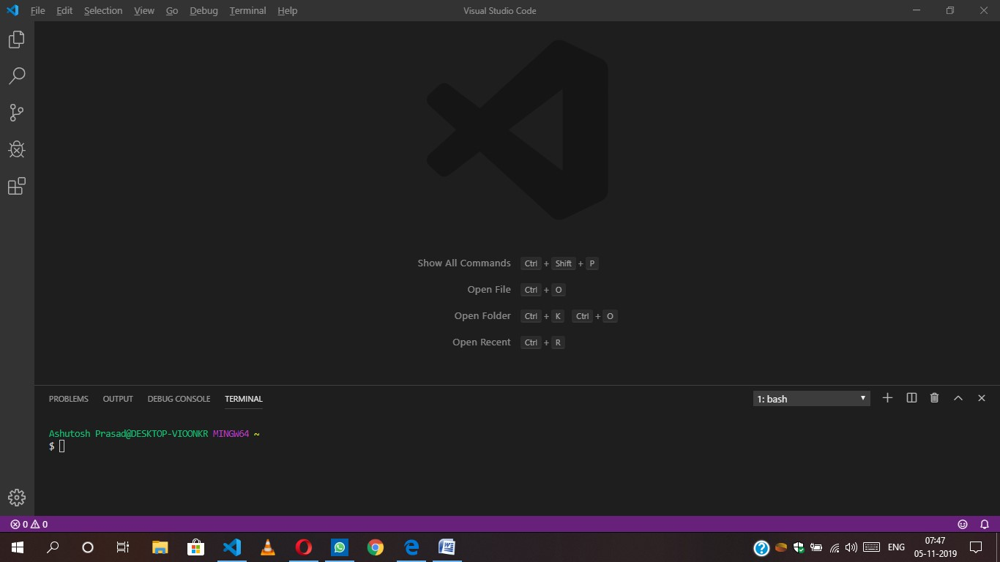 File Edit Selection View Go Debug Terminal Help Visual Studio Code
Show All Commands Ctrl + Shift + P
Open File Ctrl + O
Open Folder Ctrl + K Ctrl + O
Open Recent Ctrl + R
PROBLEMS OUTPUT DEBUG CONSOLE TERMINAL 1: bash
Ashutosh Prasad@DESKTOP-VIOONKR MINGW64 ~
$
0 0
ENG 07:47
05-11-2019